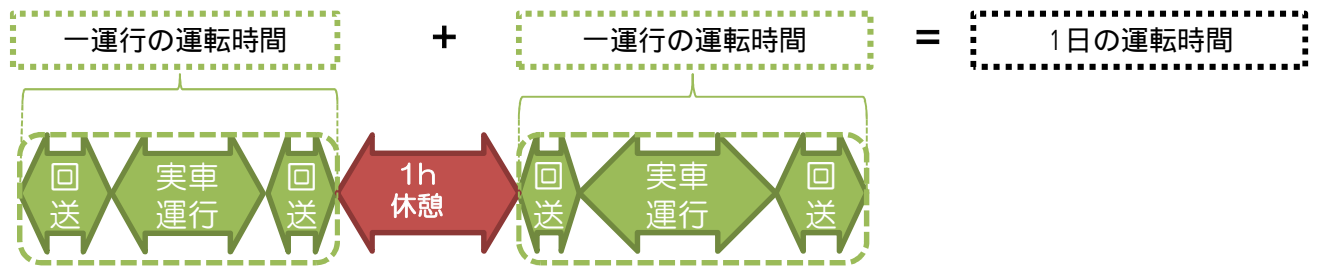 一運行の運転時間 + 一運行の運転時間 = 1日の運転時間
回送
実車
運行
回送
1h
休憩
回送
実車
運行
回送